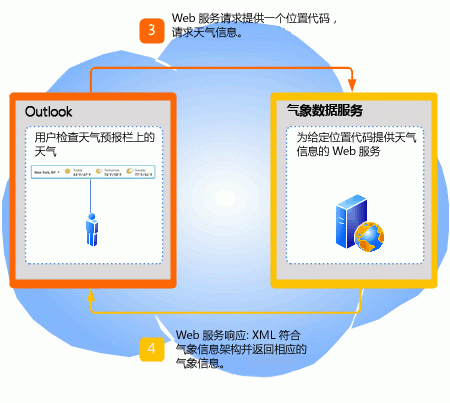 3
Web 服务请求提供一个位置代码，
请求天气信息。
Outlook
用户检查天气预报栏上的
天气
New York, NY
Today
Tomorrow
Sunday
气象数据服务
为给定位置代码提供天气
信息的 Web 服务
4
Web 服务响应: XML 符合
气象信息架构并返回相应的
气象信息。